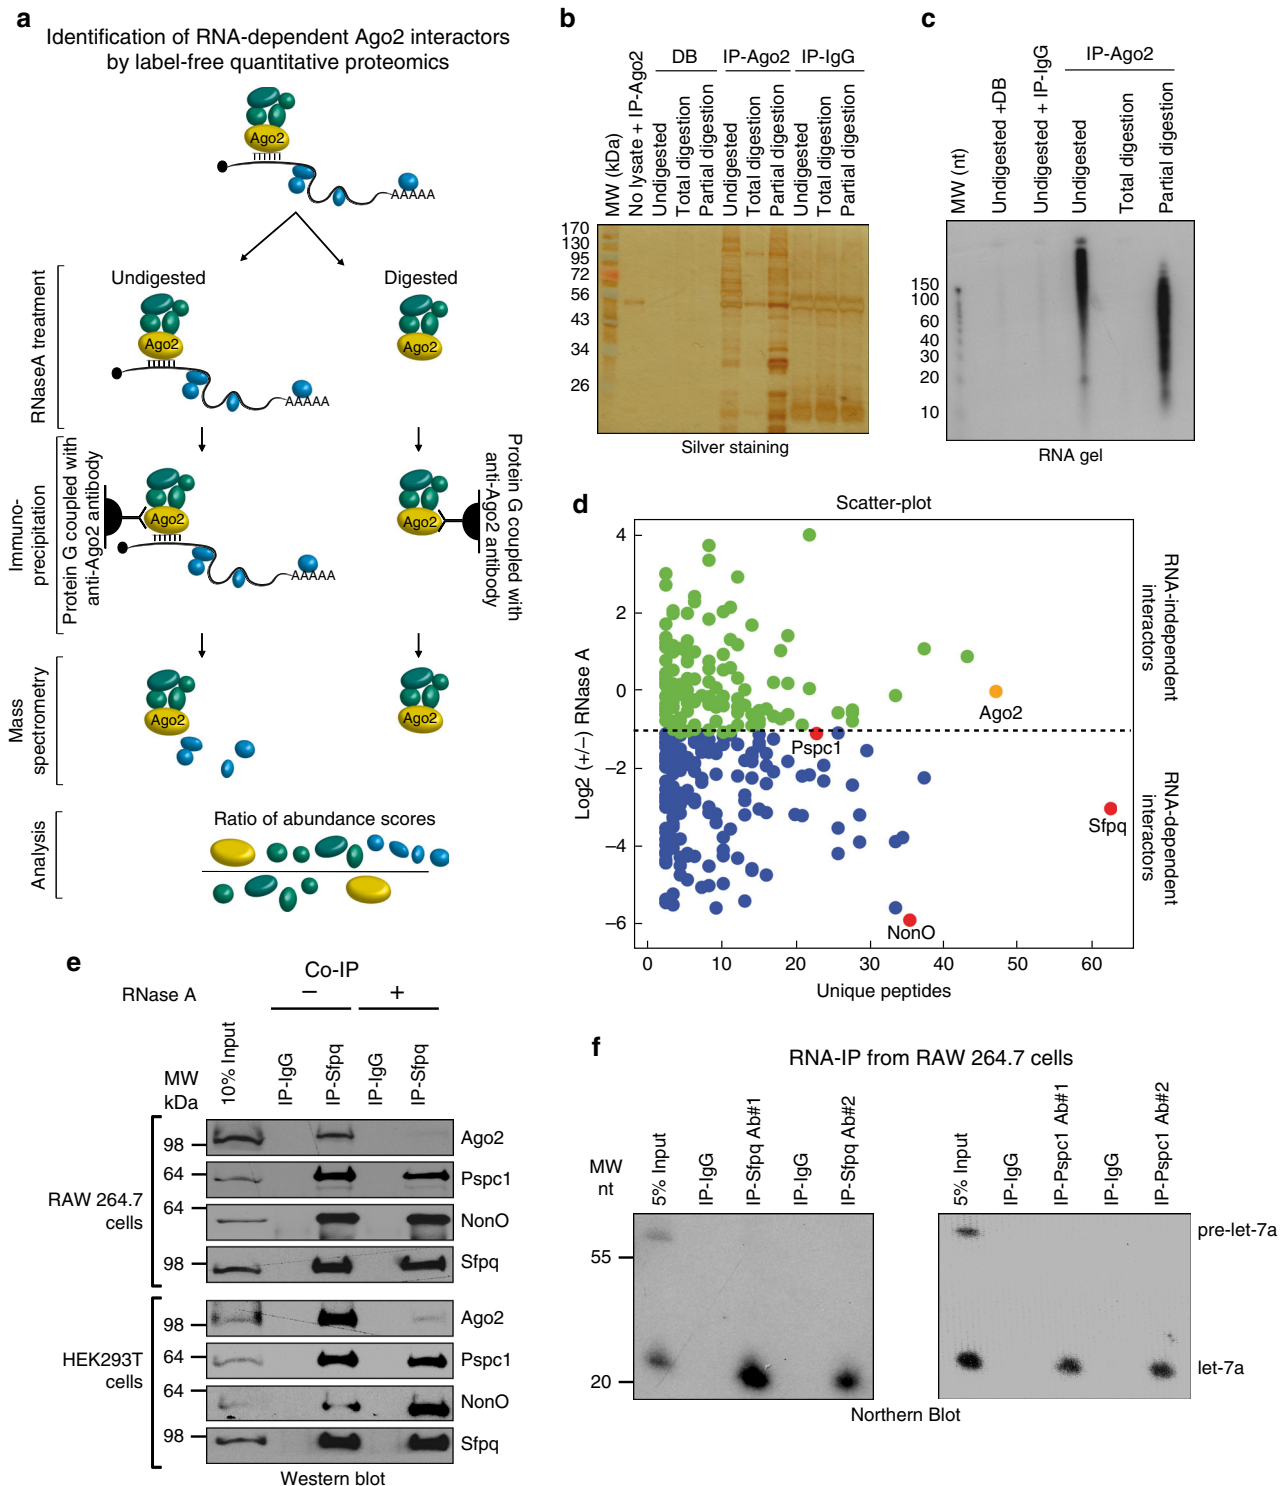 a
Identification of RNA-dependent Ago2 interactors
by label-free quantitative proteomics
Ago2
AAAAA
Undigested
Digested
RNaseA treatment
Ago2
AAAAA
Ago2
Immuno-
precipitation
Protein G coupled with
anti-Ago2 antibody
Ago2
AAAAA
Ago2
Protein G coupled with
anti-Ago2 antibody
Mass
spectrometry
Ago2
Ago2
Analysis
Ratio of abundance scores
b
DB
IP-Ago2
IP-IgG
MW (kDa)
No lysate + IP-Ago2
Undigested
Total digestion
Partial digestion
Undigested
Total digestion
Partial digestion
Undigested
Total digestion
Partial digestion
170
130
95
72
56
43
34
26
Silver staining
c
IP-Ago2
MW (nt)
Undigested +DB
Undigested + IP-IgG
Undigested
Total digestion
Partial digestion
150
100
60
40
30
20
10
RNA gel
d
Scatter-plot
Log2 (+/−) RNase A
4
2
0
−2
−4
−6
Ago2
Pspc1
Sfpq
NonO
RNA-independent
interactors
RNA-dependent
interactors
0
10
20
30
40
50
60
Unique peptides
e
Co-IP
RNase A
−
+
MW
kDa
10% Input
IP-IgG
IP-Sfpq
IP-IgG
IP-Sfpq
RAW 264.7
cells
98
Ago2
64
Pspc1
64
NonO
98
Sfpq
HEK293T
cells
98
Ago2
64
Pspc1
64
NonO
98
Sfpq
Western blot
f
RNA-IP from RAW 264.7 cells
MW
nt
5% Input
IP-IgG
IP-Sfpq Ab#1
IP-IgG
IP-Sfpq Ab#2
5% Input
IP-IgG
IP-Pspc1 Ab#1
IP-IgG
IP-Pspc1 Ab#2
55
20
pre-let-7a
let-7a
Northern Blot